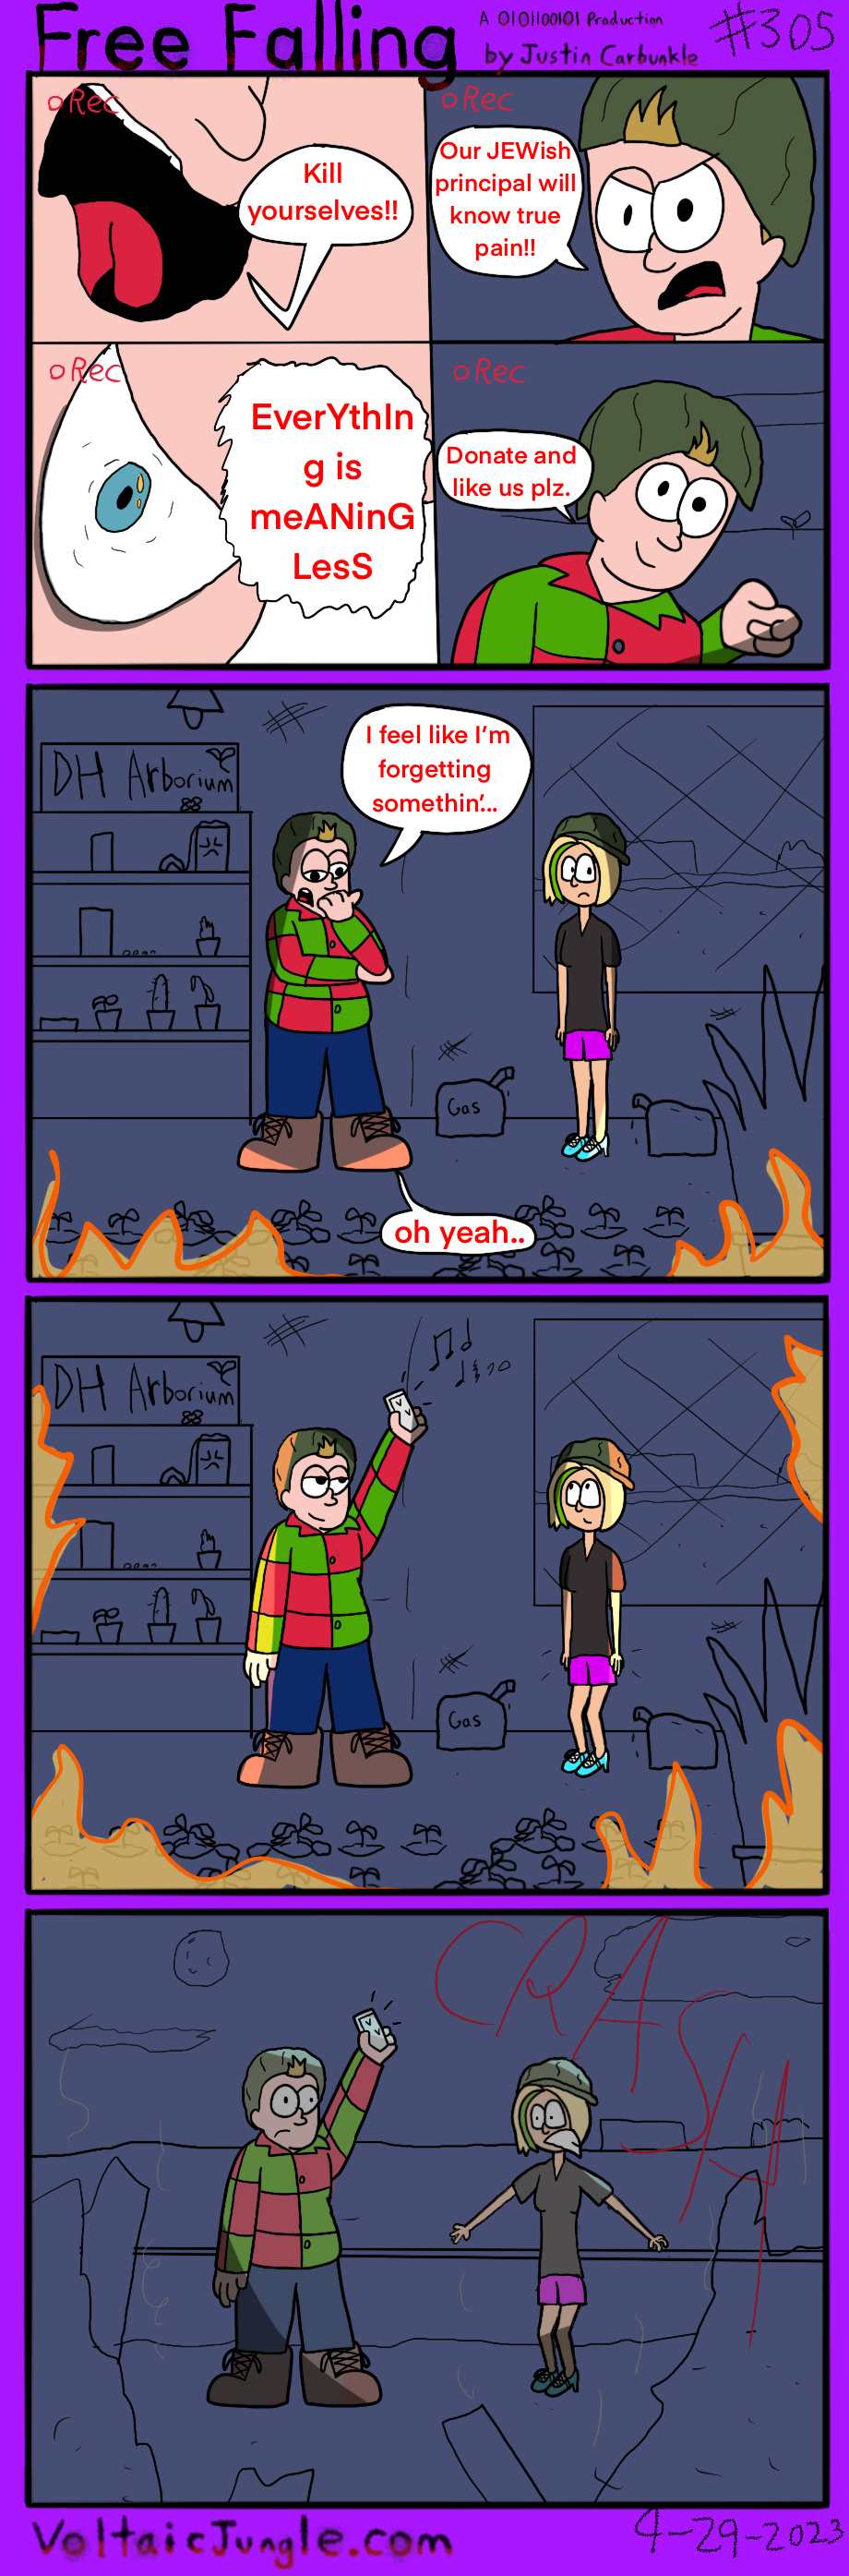 Free Falling
A 0101100101 Production
by Justin Carbunkle
#305
Rec
Kill
yourselves!!
Rec
Our JEWish
principal will
know true
pain!!
Rec
EverYthIn
g is
meANinG
LesS
Rec
Donate and
like us plz.
I feel like I'm
forgetting
somethin'...
DH Arborium
Gas
oh yeah..
DH Arborium
Gas
CRASH
VoltaicJungle.com
4-29-2023